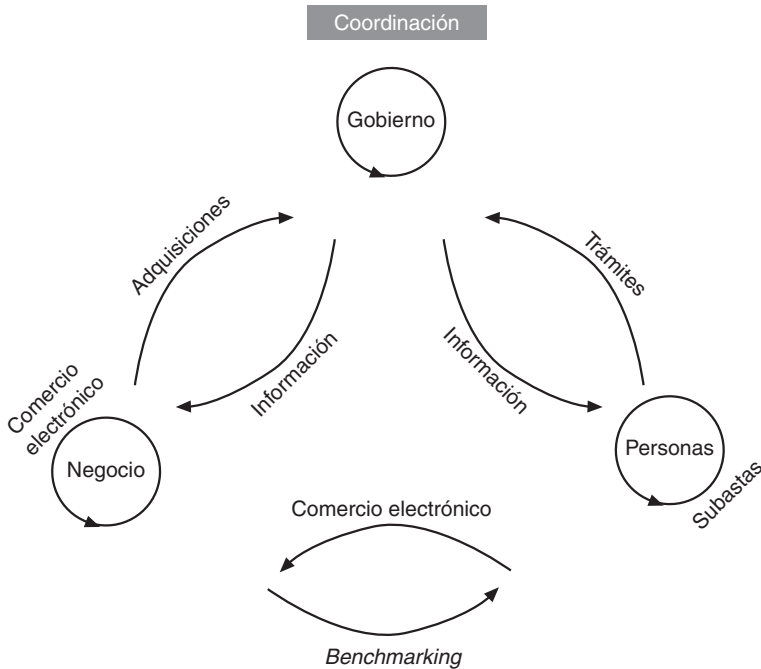 Coordinación
Gobierno
Adquisiciones
Trámites
Información
Información
Comercio
electrónico
Negocio
Personas
Subastas
Comercio electrónico
Benchmarking